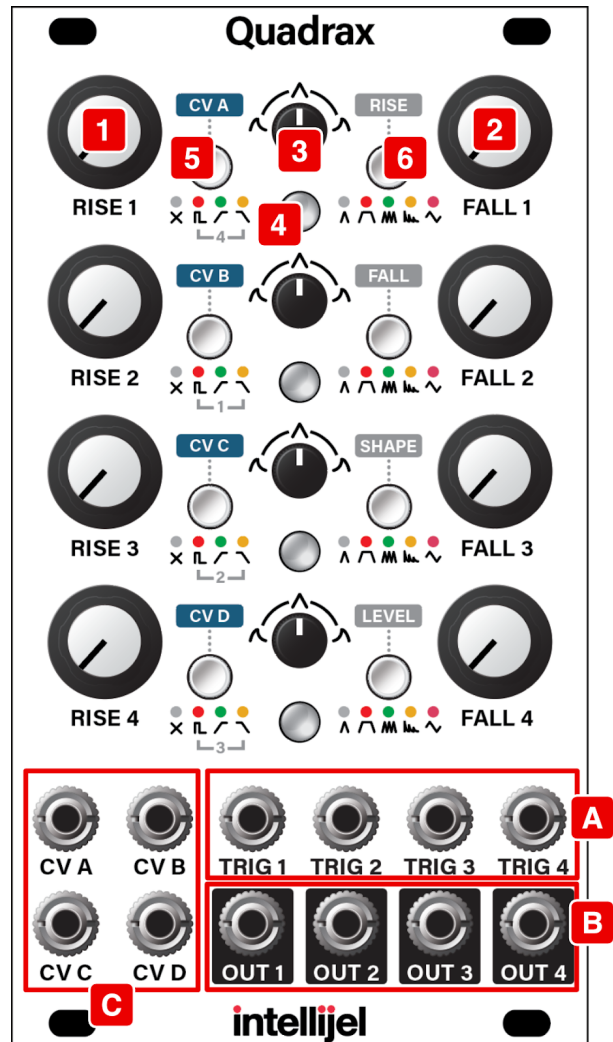 Quadrax
CV A RISE
1 5 3 6 2
RISE 1 4 4 FALL 1
CV B FALL
RISE 2 1 FALL 2
CV C SHAPE
RISE 3 2 FALL 3
CV D LEVEL
RISE 4 3 FALL 4
A
CV A CV B TRIG 1 TRIG 2 TRIG 3 TRIG 4
B
CV C CV D OUT 1 OUT 2 OUT 3 OUT 4
C
intellijel